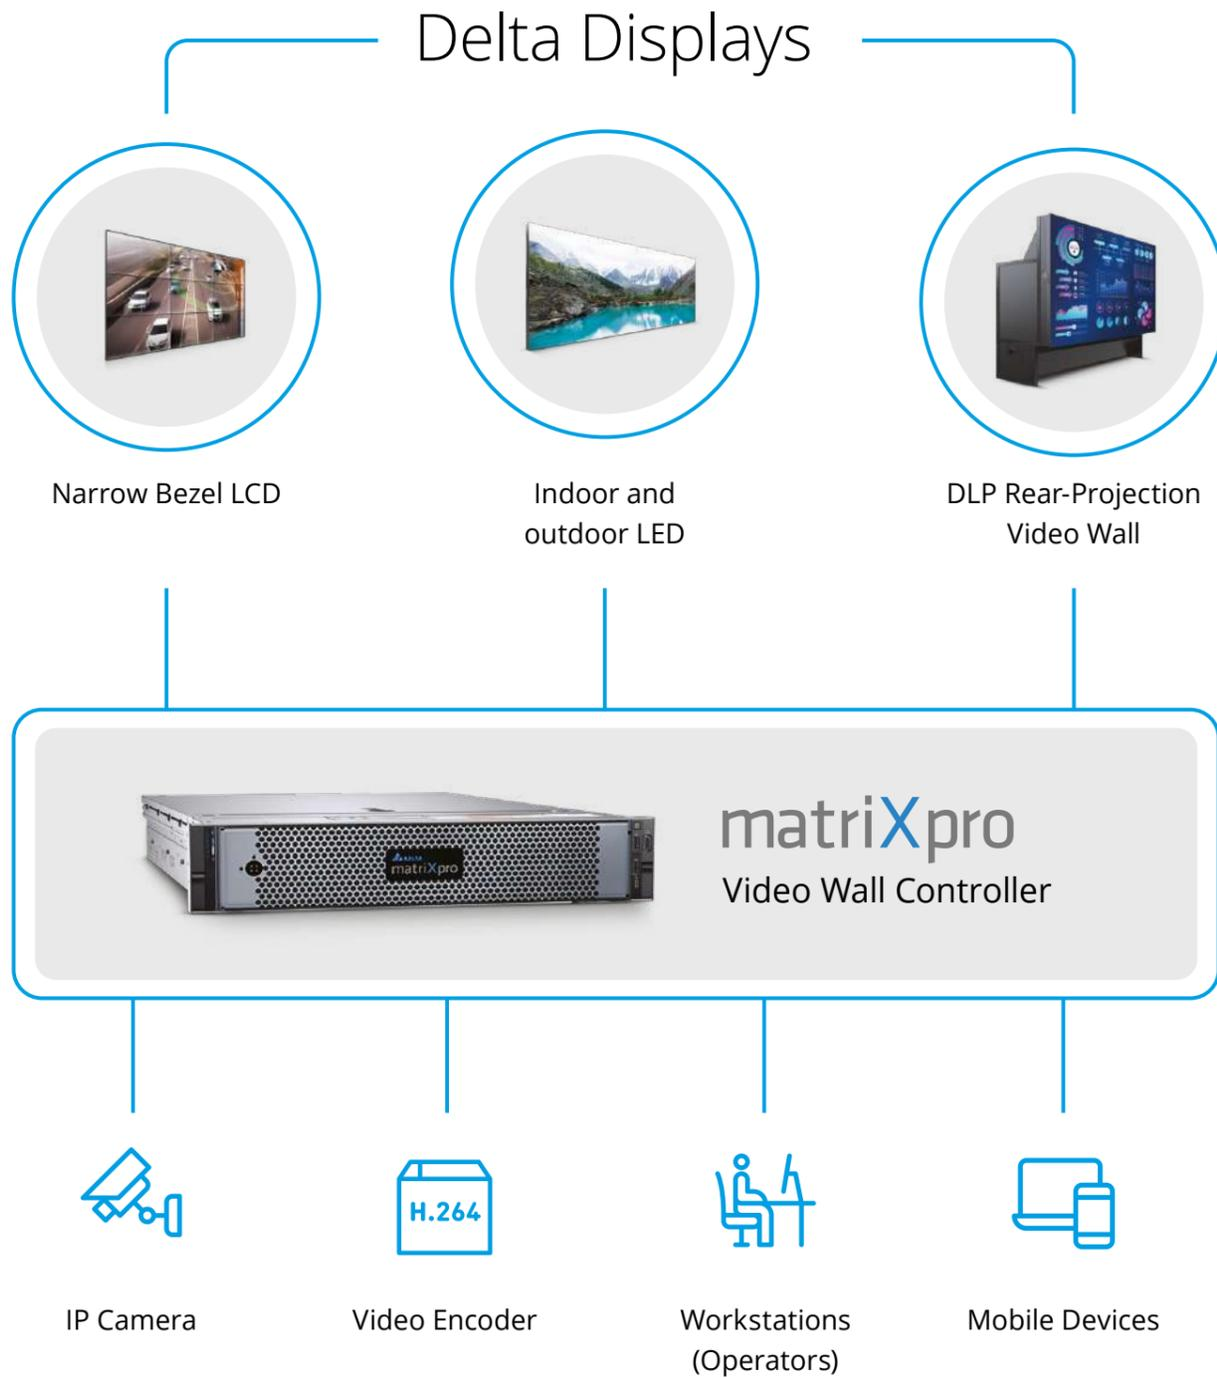 Delta Displays
Narrow Bezel LCD
Indoor and
outdoor LED
DLP Rear-Projection
Video Wall
DELTA
matriXpro
matriXpro
Video Wall Controller
H.264
IP Camera
Video Encoder
Workstations
(Operators)
Mobile Devices